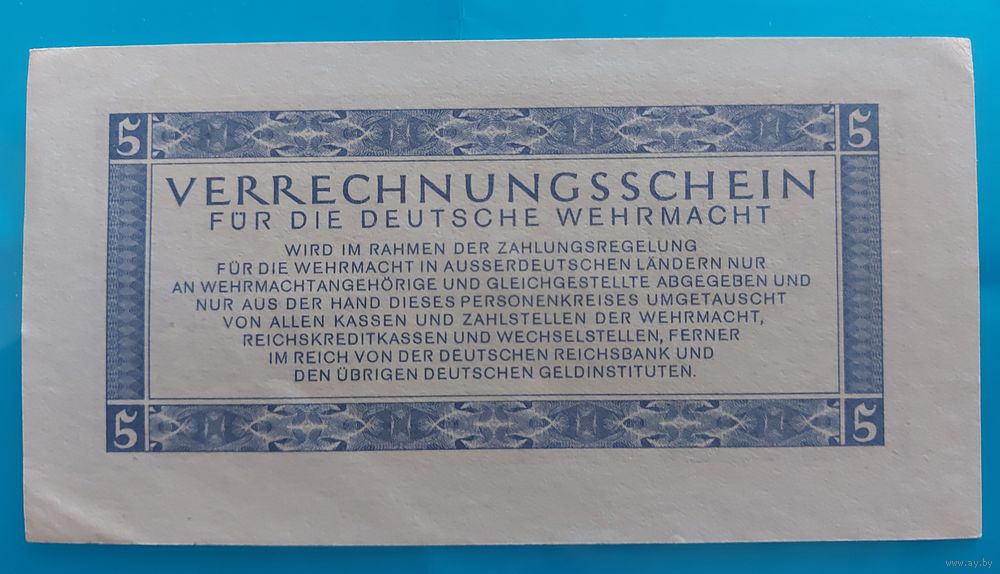 5 5
VERRECHNUNGSSCHEIN
FÜR DIE DEUTSCHE WEHRMACHT
WIRD IM RAHMEN DER ZAHLUNGSREGELUNG
FÜR DIE WEHRMACHT IN AUSSERDEUTSCHEN LÄNDERN NUR
AN WEHRMACHTANGEHÖRIGE UND GLEICHGESTELLTE ABGEGEBEN UND
NUR AUS DER HAND DIESES PERSONENKREISES UMGETAUSCHT
VON ALLEN KASSEN UND ZAHLSTELLEN DER WEHRMACHT,
REICHSKREDITKASSEN UND WECHSELSTELLEN, FERNER
IM REICH VON DER DEUTSCHEN REICHSBANK UND
DEN ÜBRIGEN DEUTSCHEN GELDINSTITUTEN.
5 5
www.ay.by